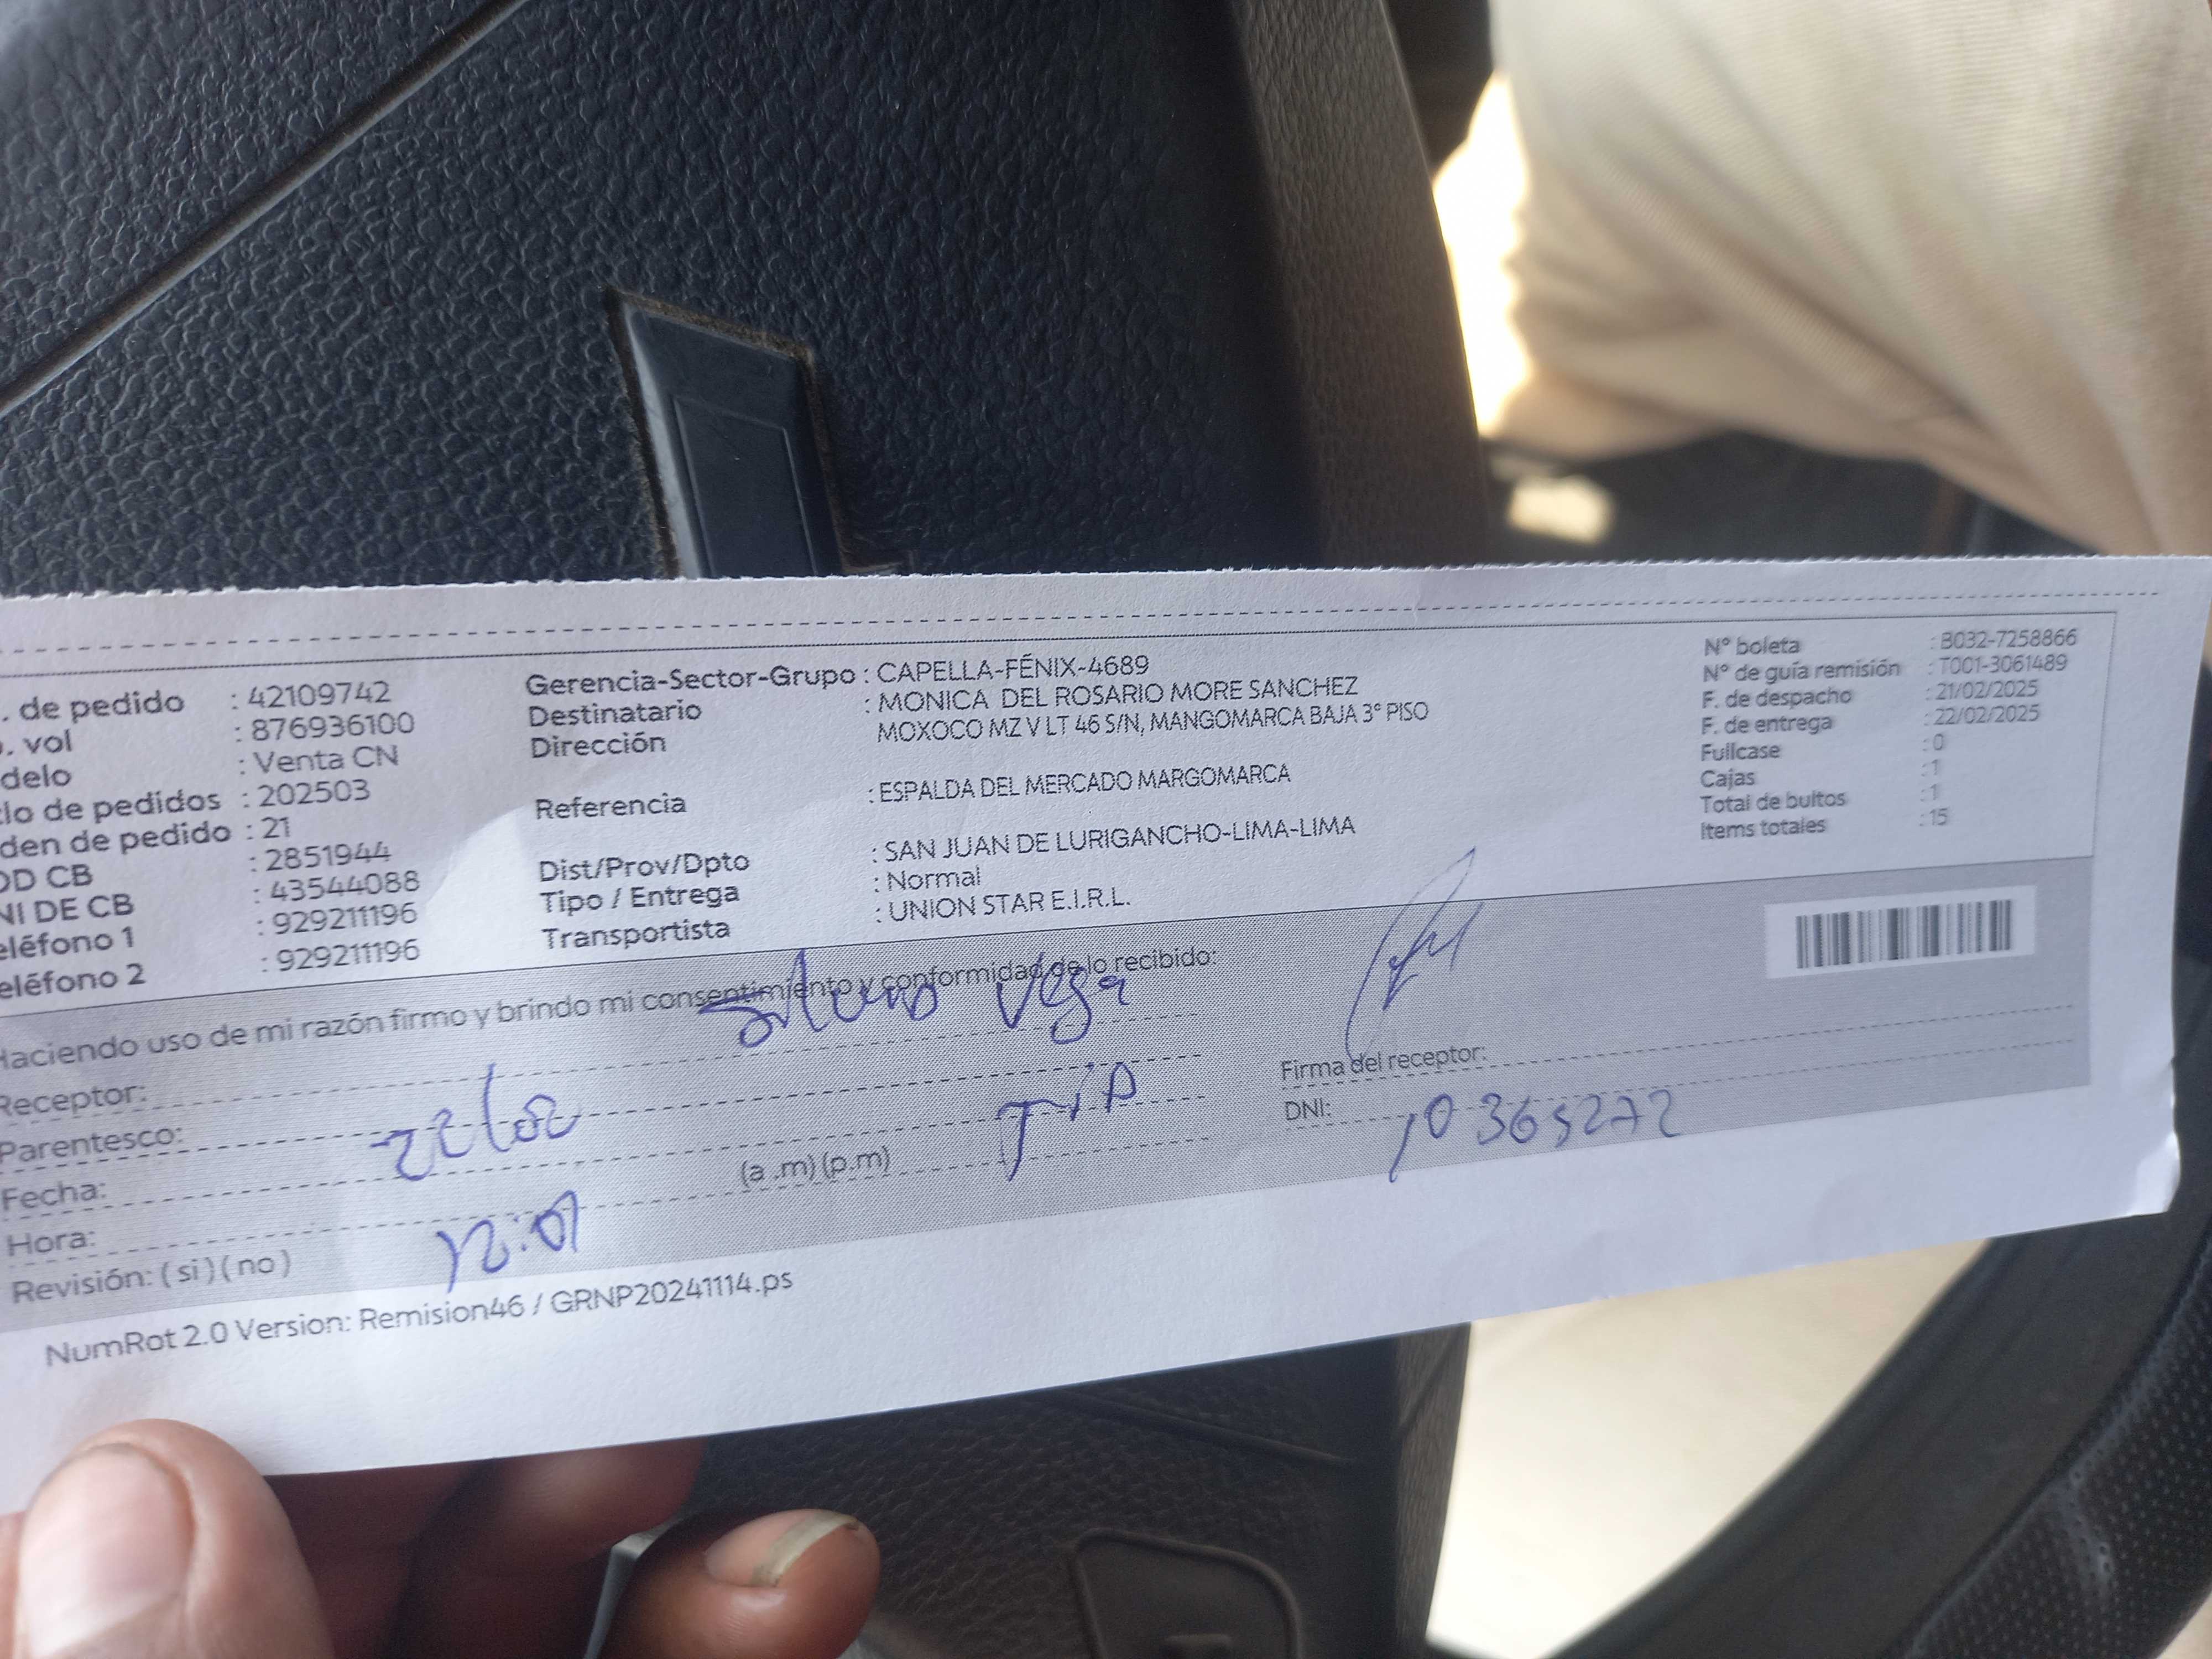 . de pedido : 42109742
. vol : 876936100
delo : Venta CN
clo de pedidos : 202503
den de pedido : 21
OD CB : 2851944
NI DE CB : 43544088
eléfono 1 : 929211196
eléfono 2 : 929211196
Gerencia-Sector-Grupo : CAPELLA-FÉNIX-4689
Destinatario : MONICA DEL ROSARIO MORE SANCHEZ
Dirección MOXOCO MZ V LT 46 S/N, MANGOMARCA BAJA 3° PISO
Referencia : ESPALDA DEL MERCADO MARGOMARCA
Dist/Prov/Dpto : SAN JUAN DE LURIGANCHO-LIMA-LIMA
Tipo / Entrega : Normal
Transportista : UNION STAR E.I.R.L.
N° boleta : B032-7258866
N° de guía remisión : T001-3061489
F. de despacho : 21/02/2025
F. de entrega : 22/02/2025
Fullcase : 0
Cajas : 1
Total de bultos : 1
Items totales : 15
Haciendo uso de mi razón firmo y brindo mi consentimiento y conformidad de lo recibido:
Receptor: Vega
Parentesco: Tia
Fecha: 22/02
Hora: 12:01 (a .m) (p.m)
Revisión: ( si ) ( no )
Firma del receptor:
DNI: 10365272
NumRot 2.0 Version: Remision46 / GRNP20241114.ps